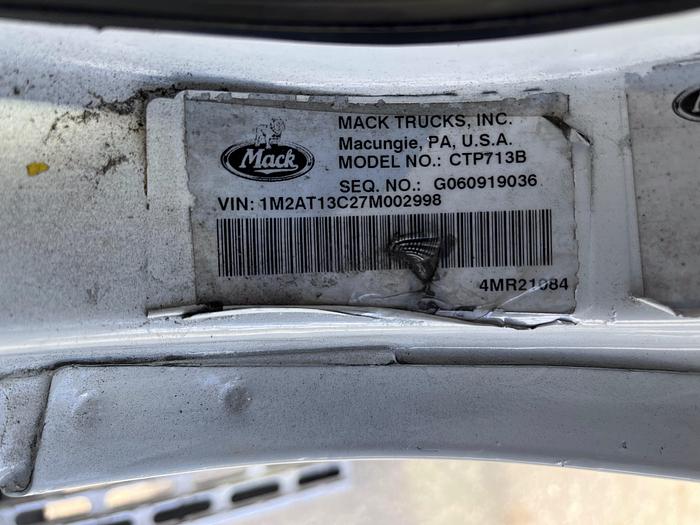 MACK TRUCKS, INC.
Macungie, PA, U.S.A.
MODEL NO.: CTP713B
SEQ. NO.: G060919036
Mack
VIN: 1M2AT13C27M002998
4MR21084